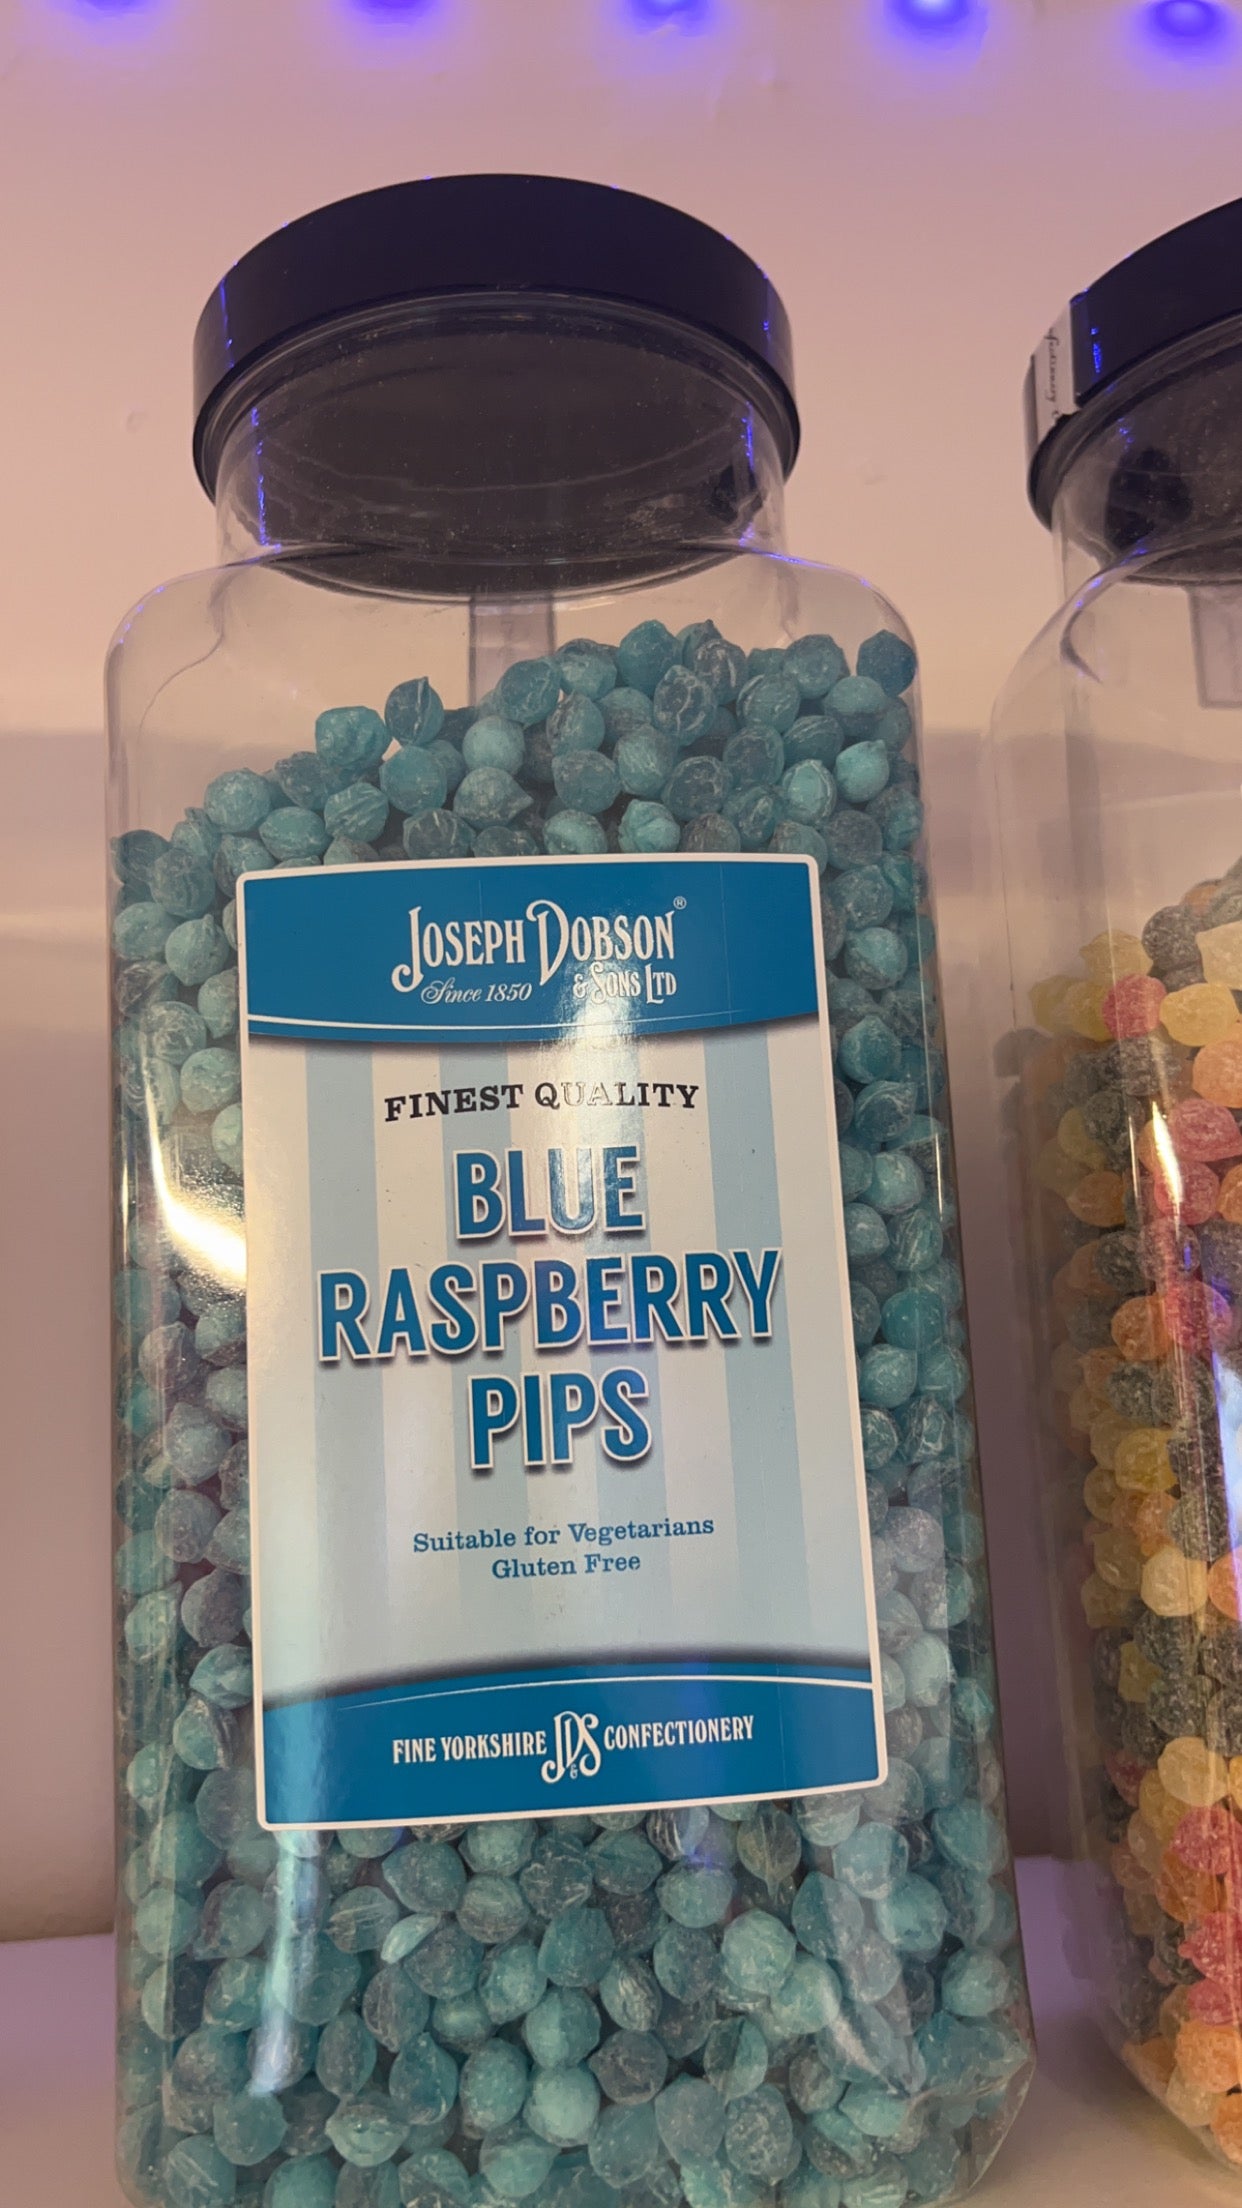 JOSEPH DOBSON®
Since 1850 & SONS LTD
FINEST QUALITY
BLUE
RASPBERRY
PIPS
Suitable for Vegetarians
Gluten Free
FINE YORKSHIRE JD&S CONFECTIONERY